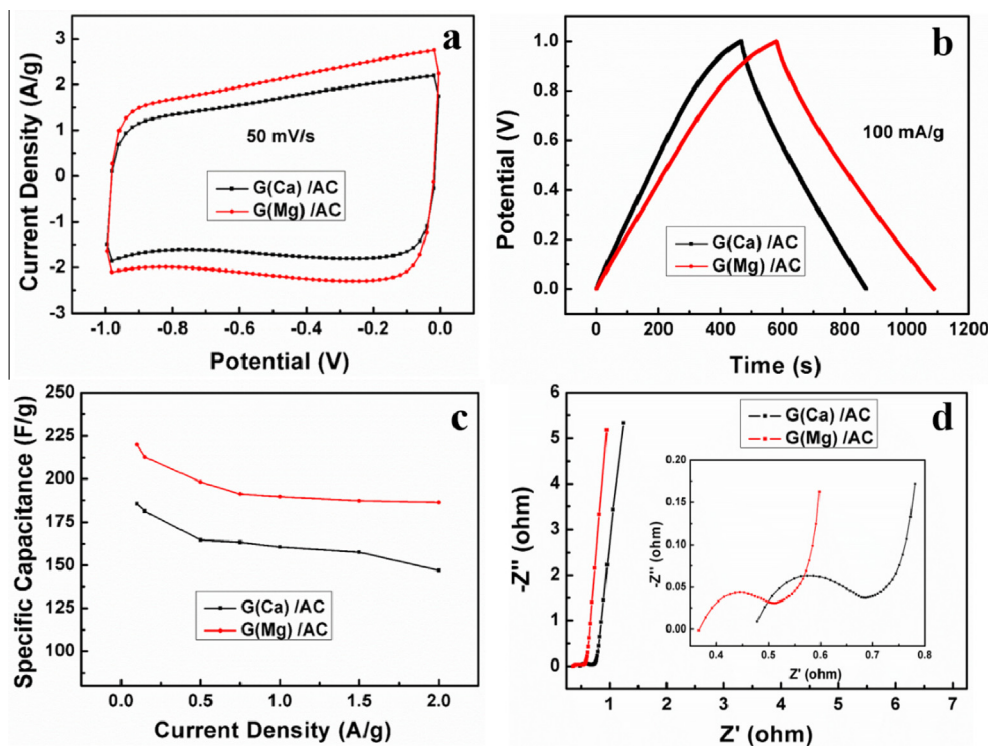 a
Current Density (A/g)
3
2
1
0
-1
-2
-3
50 mV/s
G(Ca) /AC
G(Mg) /AC
-1.0 -0.8 -0.6 -0.4 -0.2 0.0
Potential (V)
b
Potential (V)
1.0
0.8
0.6
0.4
0.2
0.0
100 mA/g
G(Ca) /AC
G(Mg) /AC
0 200 400 600 800 1000 1200
Time (s)
c
Specific Capacitance (F/g)
250
225
200
175
150
125
100
G(Ca) /AC
G(Mg) /AC
0.0 0.5 1.0 1.5 2.0
Current Density (A/g)
d
-Z'' (ohm)
6
5
4
3
2
1
0
G(Ca) /AC
G(Mg) /AC
-Z'' (ohm)
0.20
0.15
0.10
0.05
0.00
0.4 0.5 0.6 0.7 0.8
Z' (ohm)
1 2 3 4 5 6 7
Z' (ohm)